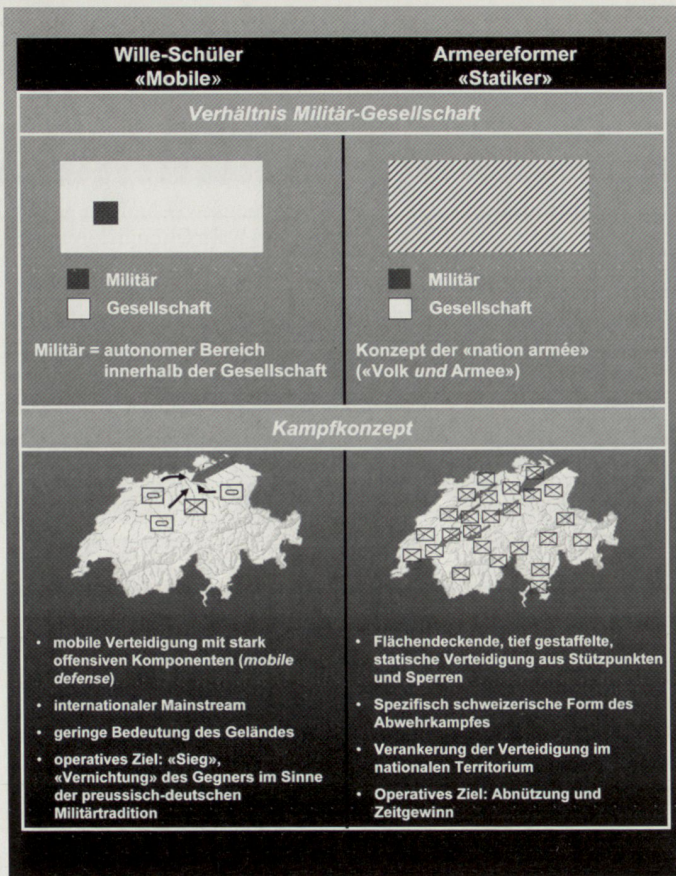 Wille-Schüler
«Mobile»
Armeereformer
«Statiker»
Verhältnis Militär-Gesellschaft
Militär
Gesellschaft
Militär = autonomer Bereich
innerhalb der Gesellschaft
Militär
Gesellschaft
Konzept der «nation armée»
(«Volk und Armee»)
Kampfkonzept
• mobile Verteidigung mit stark
offensiven Komponenten (mobile
defense)
• internationaler Mainstream
• geringe Bedeutung des Geländes
• operatives Ziel: «Sieg»,
«Vernichtung» des Gegners im Sinne
der preussisch-deutschen
Militärtradition
• Flächendeckende, tief gestaffelte,
statische Verteidigung aus Stützpunkten
und Sperren
• Spezifisch schweizerische Form des
Abwehrkampfes
• Verankerung der Verteidigung im
nationalen Territorium
• Operatives Ziel: Abnützung und
Zeitgewinn